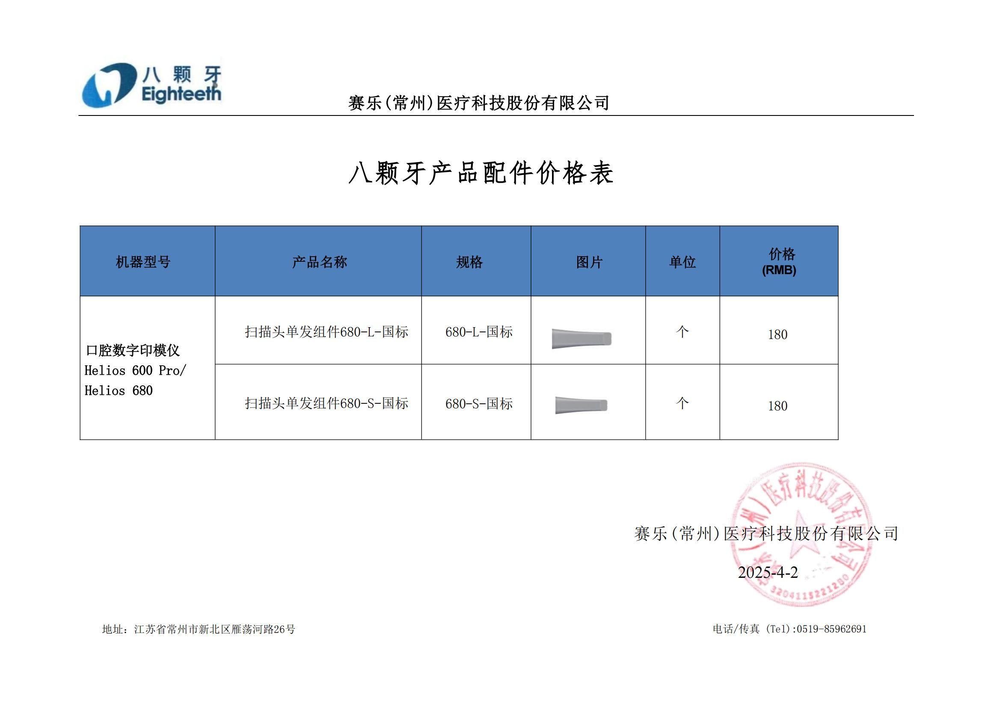 八颗牙
Eighteeth
赛乐(常州)医疗科技股份有限公司
八颗牙产品配件价格表
机器型号 产品名称 规格 图片 单位 价格
(RMB)
口腔数字印模仪
Helios 600 Pro/
Helios 680
扫描头单发组件680-L-国标 680-L-国标 个 180
扫描头单发组件680-S-国标 680-S-国标 个 180
赛乐(常州)医疗科技股份有限公司
2025-4-2
赛乐(常州)医疗科技股份有限公司
3204115221280
地址：江苏省常州市新北区雁荡河路26号
电话/传真 (Tel):0519-85962691